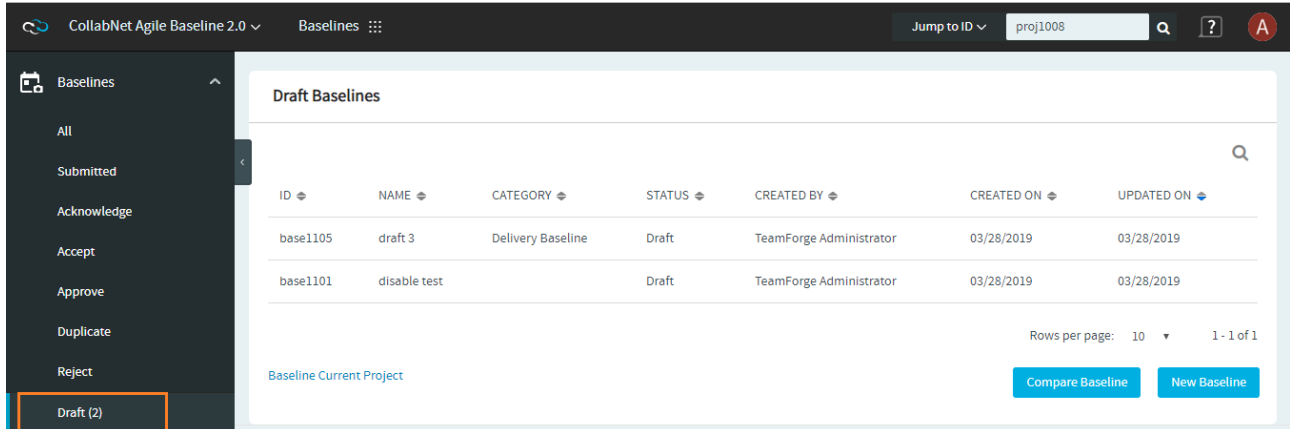 CollabNet Agile Baseline 2.0 Baselines Jump to ID proj1008 ? A
Baselines
All
Submitted
Acknowledge
Accept
Approve
Duplicate
Reject
Draft (2)
Draft Baselines
ID NAME CATEGORY STATUS CREATED BY CREATED ON UPDATED ON
base1105 draft 3 Delivery Baseline Draft TeamForge Administrator 03/28/2019 03/28/2019
base1101 disable test Draft TeamForge Administrator 03/28/2019 03/28/2019
Rows per page: 10 1 - 1 of 1
Baseline Current Project Compare Baseline New Baseline